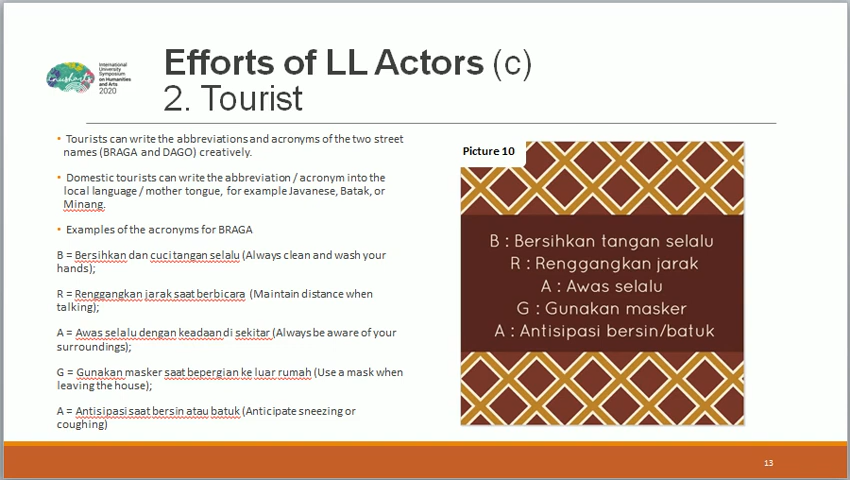 International
University
Symposium
on Humanities
and Arts
2020
inusharts
Efforts of LL Actors (c)
2. Tourist
• Tourists can write the abbreviations and acronyms of the two street
names (BRAGA and DAGO) creatively.
• Domestic tourists can write the abbreviation / acronym into the
local language / mother tongue, for example Javanese, Batak, or
Minang.
• Examples of the acronyms for BRAGA
B = Bersihkan dan cuci tangan selalu (Always clean and wash your
hands);
R = Renggangkan jarak saat berbicara (Maintain distance when
talking);
A = Awas selalu dengan keadaan di sekitar (Always be aware of your
surroundings);
G = Gunakan masker saat bepergian ke luar rumah (Use a mask when
leaving the house);
A = Antisipasi saat bersin atau batuk (Anticipate sneezing or
coughing)
Picture 10
B : Bersihkan tangan selalu
R : Renggangkan jarak
A : Awas selalu
G : Gunakan masker
A : Antisipasi bersin/batuk
13